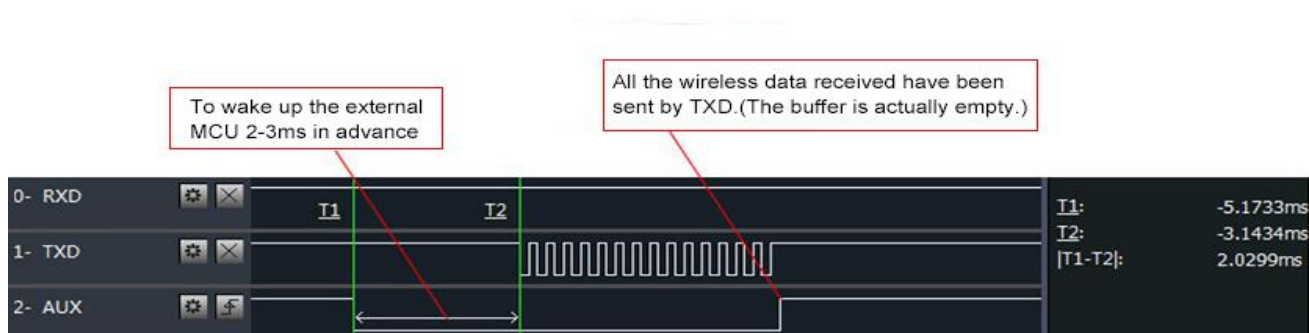 To wake up the external
MCU 2-3ms in advance
All the wireless data received have been
sent by TXD.(The buffer is actually empty.)
0- RXD
T1
T2
1- TXD
2- AUX
T1: -5.1733ms
T2: -3.1434ms
|T1-T2|: 2.0299ms